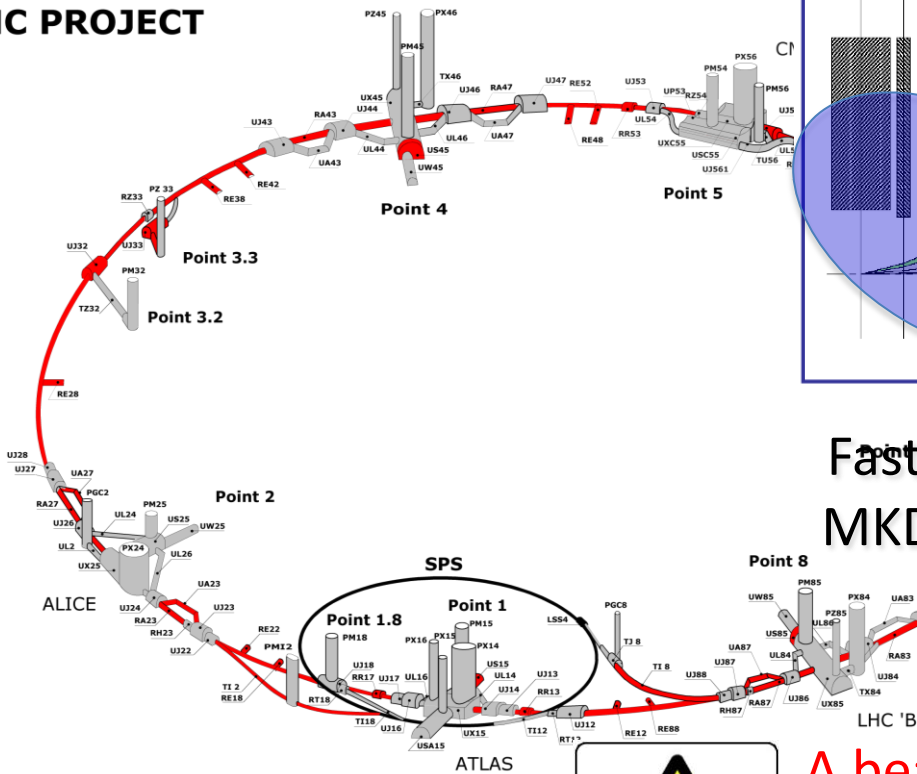 IC PROJECT
PZ45
PX46
PM45
TX46
UJ46
RA47
UJ47
RE52
UJ53
UP53
RZ54
PM54
PX56
PM56
RA43
UJ44
UX45
UJ43
UA43
UL44
UL46
UA47
US45
UW45
RE48
RR53
UL54
UXC55
USC55
UJ561
TU56
Point 4
Point 5
RE42
RE38
PZ 33
RZ33
UJ33
Point 3.3
UJ32
PM32
TZ32
Point 3.2
RE28
UJ28
UJ27
UA27
PGC2
RA27
UL24
PM25
US25
UW25
Point 2
UJ26
UL2
PX24
UX25
UL26
ALICE
UJ24
UA23
RA23
RH23
UJ23
UJ22
RE22
PMI2
TI 2
RE18
SPS
Point 1.8
Point 1
PM18
PX16
PX15
PM15
PX14
UJ18
RR17
UJ17
UL16
US15
UL14
UJ14
UJ13
RR13
RT18
TI18
UJ16
USA15
UX15
TI12
UJ12
ATLAS
RE12
RE88
LSS4
PGC8
TJ 8
TI 8
Point 8
PM85
PX84
PZ85
UW85
US85
UL86
UA83
UL84
UA87
UJ88
UJ87
RH87
RA87
UJ86
UX85
TX84
UJ84
RA83
LHC 'B
Fast
MKD